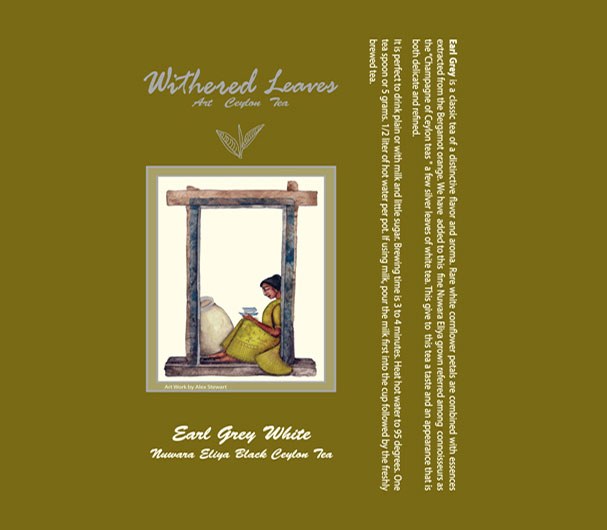 Withered Leaves
Art Ceylon Tea
Art Work by Alex Stewart
Earl Grey White
Nuwara Eliya Black Ceylon Tea
Earl Grey is a classic tea of a distinctive flavor and aroma. Rare white cornflower petals are combined with essences
extracted from the Bergamot orange. We have added to this fine Nuwara Eliya grown referred among connoisseurs as
the "Champagne of Ceylon teas " a few silver leaves of white tea. This give to this tea a taste and an appearance that is
both delicate and refined.
It is perfect to drink plain or with milk and little sugar. Brewing time is 3 to 4 minutes. Heat hot water to 95 degrees. One
tea spoon or 5 grams. 1/2 liter of hot water per pot. If using milk, pour the milk first into the cup followed by the freshly
brewed tea.